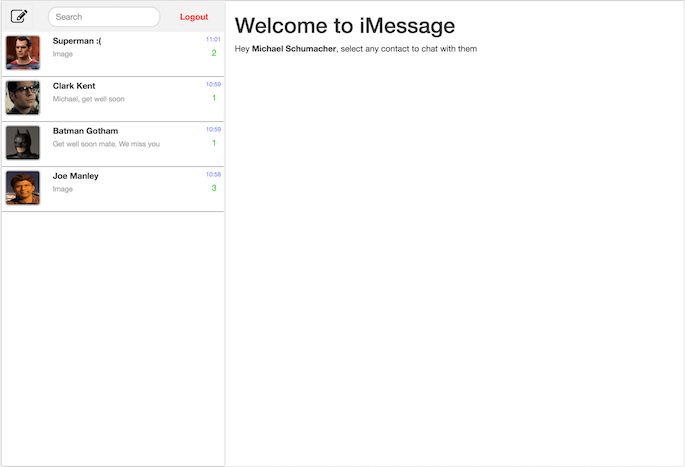 Search
Logout
Superman :(
11:01
Image
2
Clark Kent
10:59
Michael, get well soon
1
Batman Gotham
10:59
Get well soon mate. We miss you
1
Joe Manley
10:58
Image
3
Welcome to iMessage
Hey Michael Schumacher, select any contact to chat with them